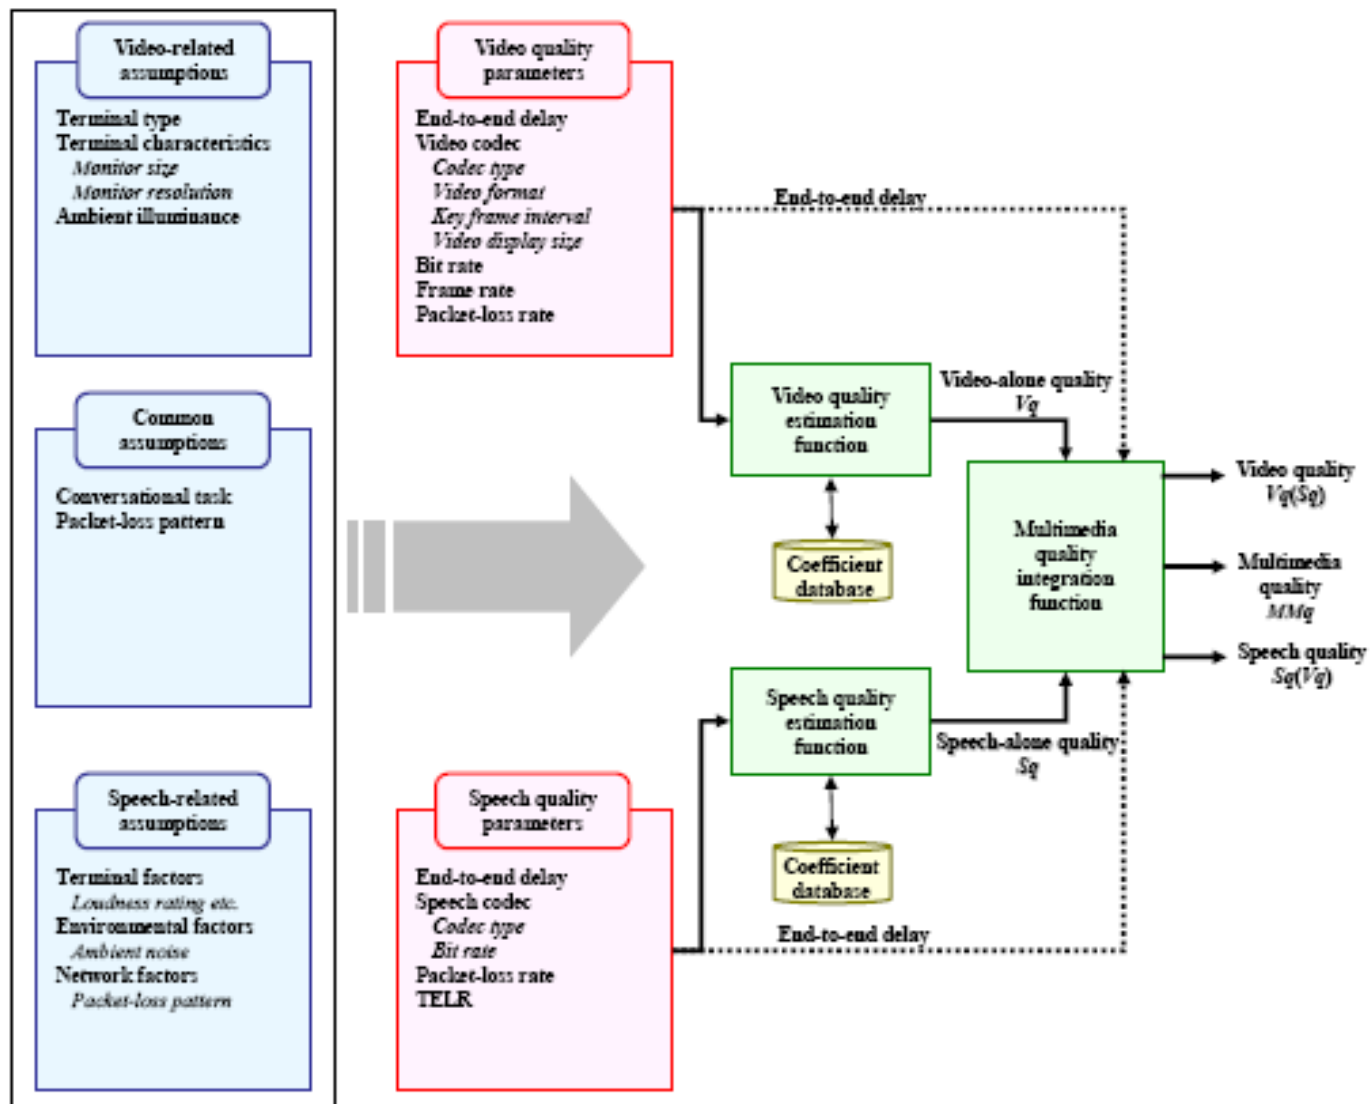 Video-related
assumptions
Terminal type
Terminal characteristics
Monitor size
Monitor resolution
Ambient illuminance
Common
assumptions
Conversational task
Packet-loss pattern
Speech-related
assumptions
Terminal factors
Loudness rating etc.
Environmental factors
Ambient noise
Network factors
Packet-loss pattern
Video quality
parameters
End-to-end delay
Video codec
Codec type
Video format
Key frame interval
Video display size
Bit rate
Frame rate
Packet-loss rate
Speech quality
parameters
End-to-end delay
Speech codec
Codec type
Bit rate
Packet-loss rate
TELR
End-to-end delay
Video quality
estimation
function
Video-alone quality
Vq
Coefficient
database
Multimedia
quality
integration
function
Speech quality
estimation
function
Speech-alone quality
Sq
Coefficient
database
End-to-end delay
Video quality
Vq(Sq)
Multimedia
quality
MMq
Speech quality
Sq(Vq)